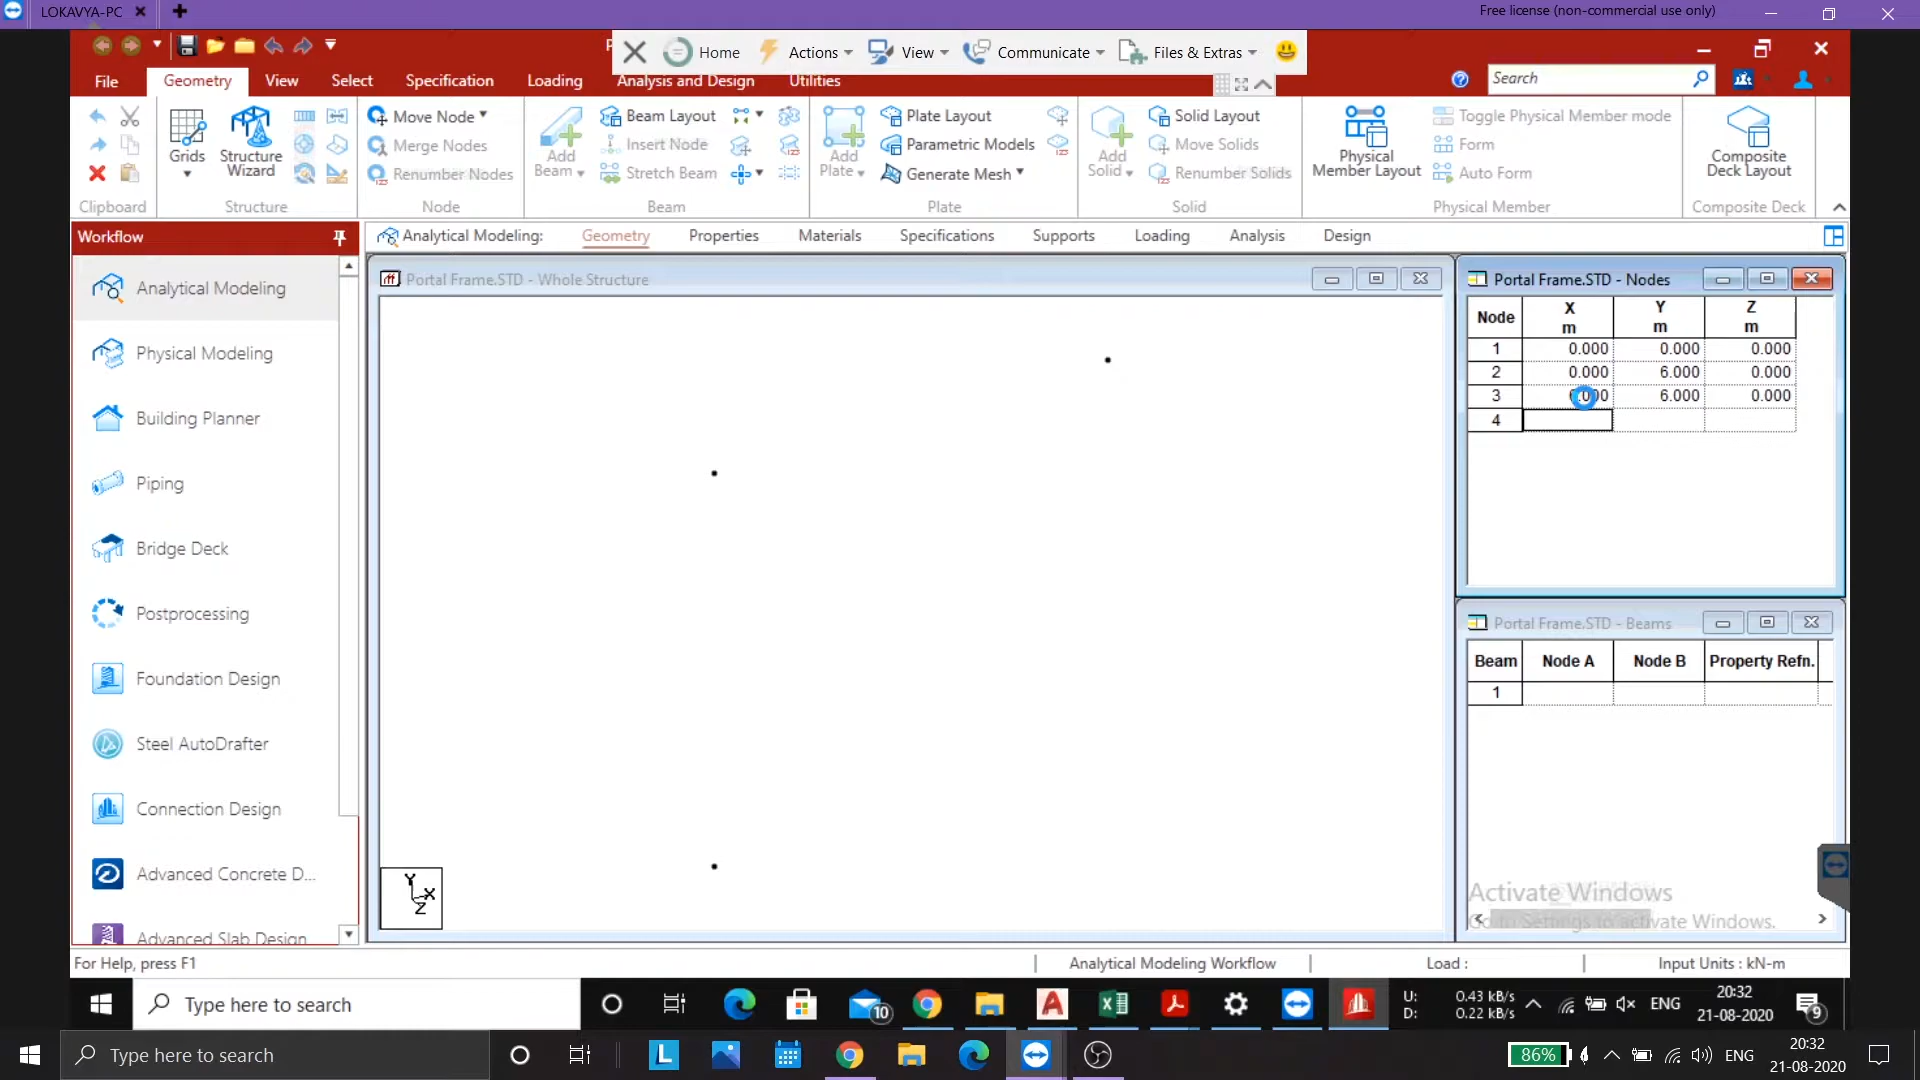 LOKAVYA-PC
Free license (non-commercial use only)
Home
Actions
View
Communicate
Files & Extras
File
Geometry
View
Select
Specification
Loading
Analysis and Design
Utilities
Search
Grids
Structure Wizard
Move Node
Merge Nodes
Renumber Nodes
Add Beam
Beam Layout
Insert Node
Stretch Beam
Add Plate
Plate Layout
Parametric Models
Generate Mesh
Add Solid
Solid Layout
Move Solids
Renumber Solids
Physical Member Layout
Toggle Physical Member mode
Form
Auto Form
Composite Deck Layout
Clipboard
Structure
Node
Beam
Plate
Solid
Physical Member
Composite Deck
Workflow
Analytical Modeling:
Geometry
Properties
Materials
Specifications
Supports
Loading
Analysis
Design
Analytical Modeling
Physical Modeling
Building Planner
Piping
Bridge Deck
Postprocessing
Foundation Design
Steel AutoDrafter
Connection Design
Advanced Concrete D...
Advanced Slab Design
Portal Frame.STD - Whole Structure
Y
X
Z
Portal Frame.STD - Nodes
Node X m Y m Z m
1 0.000 0.000 0.000
2 0.000 6.000 0.000
3 6.000 0.000
4
Portal Frame.STD - Beams
Beam Node A Node B Property Refn.
1
Activate Windows
Go to Settings to activate Windows.
For Help, press F1
Analytical Modeling Workflow
Load :
Input Units : kN-m
Type here to search
10
U: 0.43 kB/s
D: 0.22 kB/s
ENG
20:32
21-08-2020
9
Type here to search
86%
ENG
20:32
21-08-2020